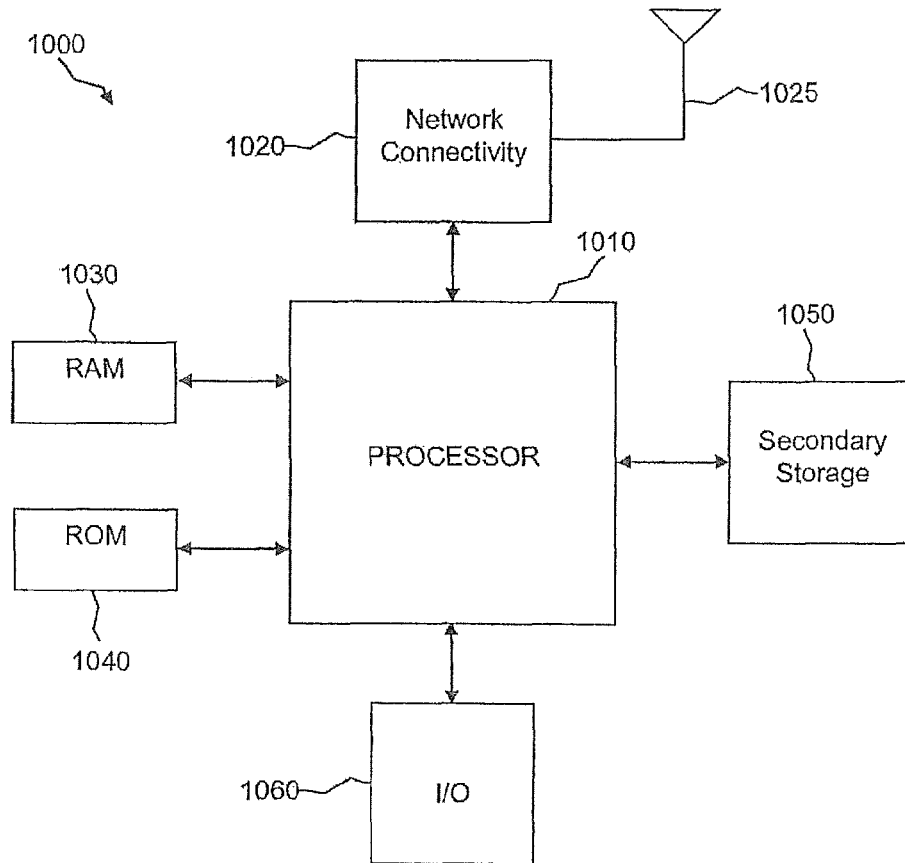 1000
Network
Connectivity
1025
1020
1010
1030
RAM
1050
PROCESSOR
Secondary
Storage
ROM
1040
1060
I/O